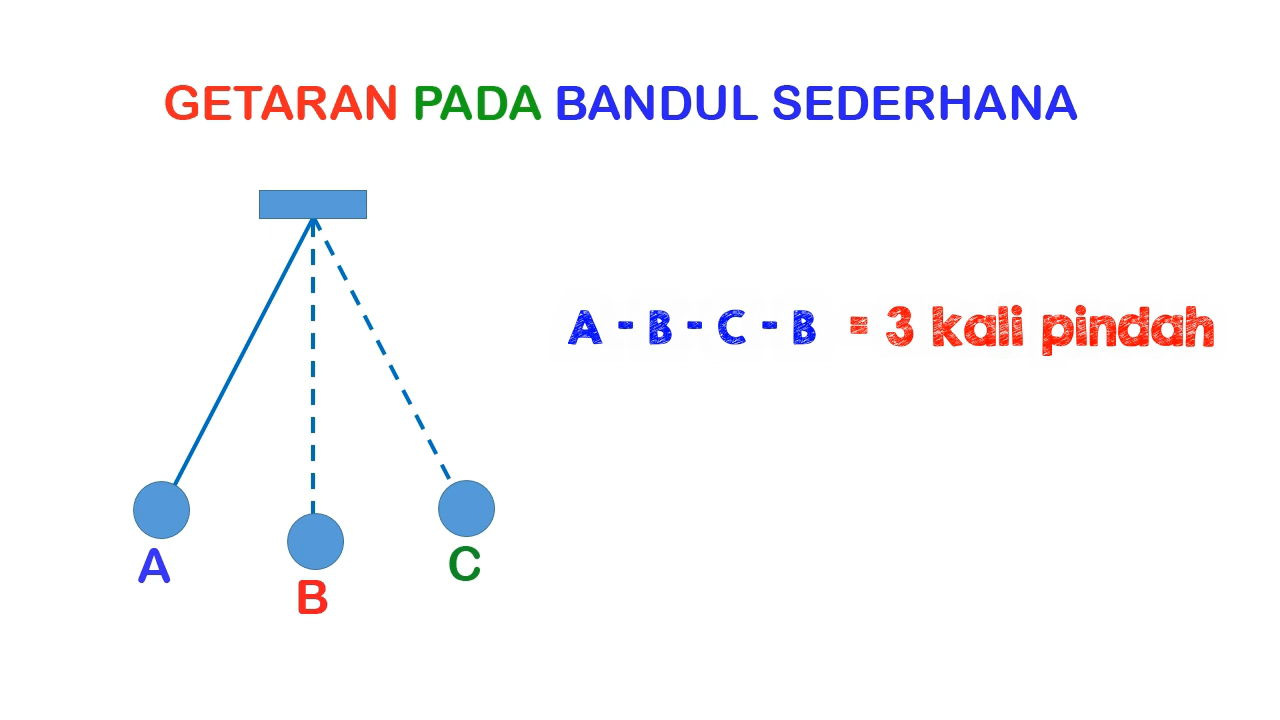 GETARAN PADA BANDUL SEDERHANA
A - B - C - B = 3 kali pindah
A
B
C